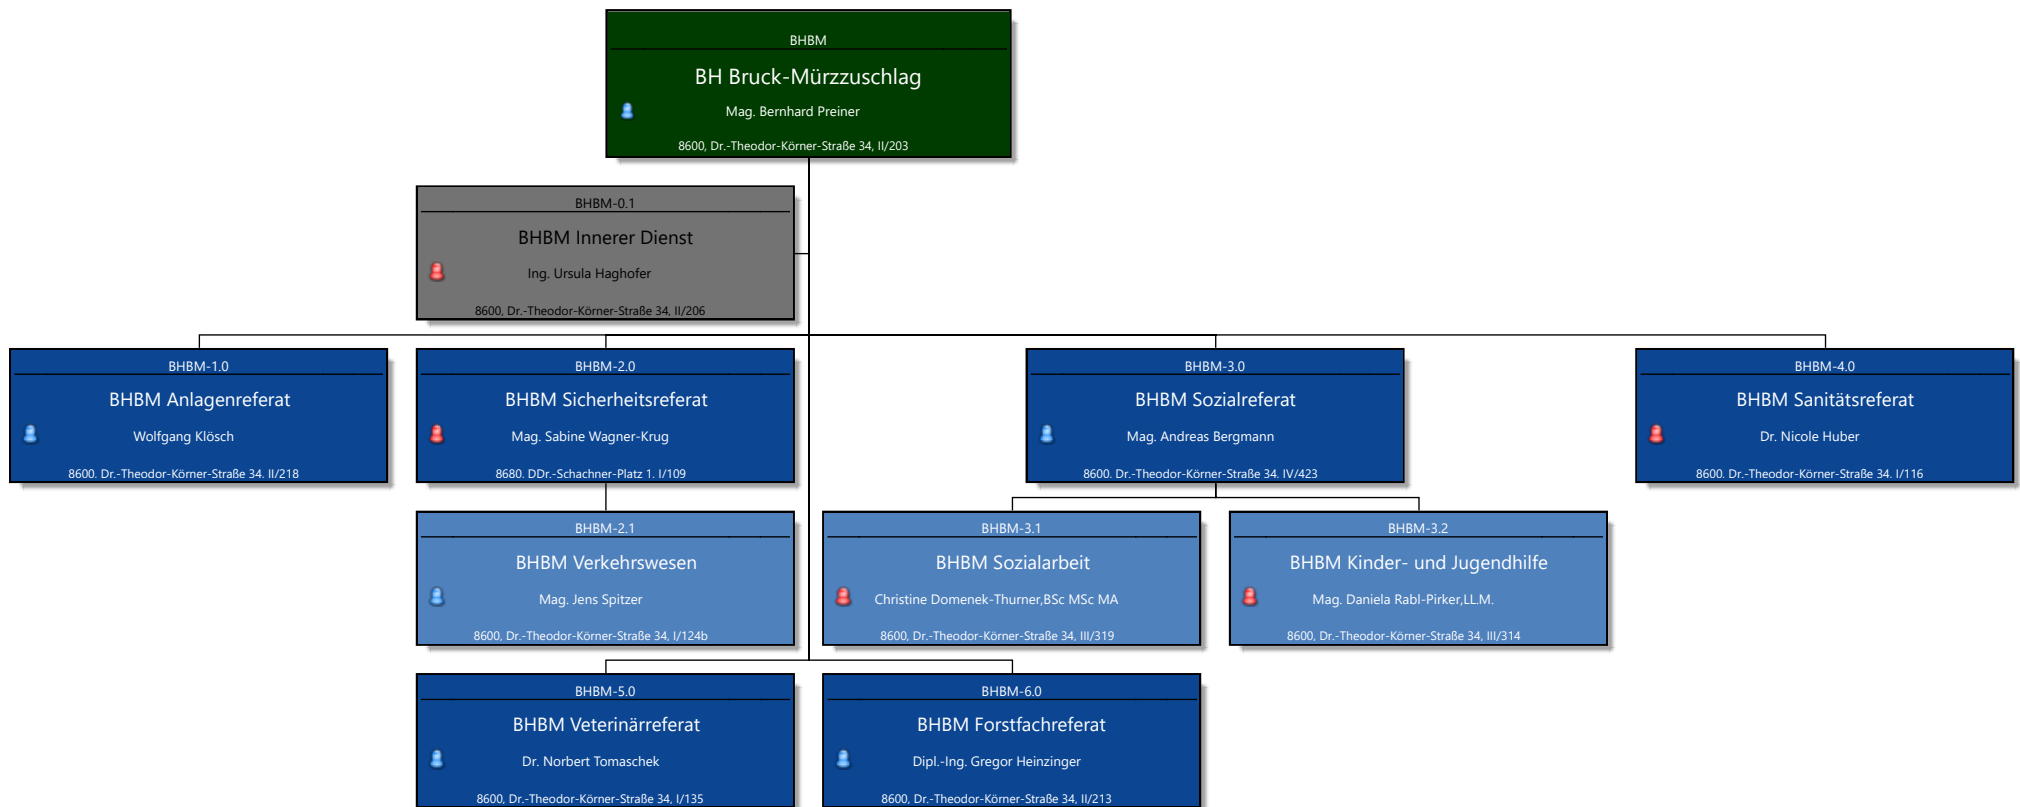 BHBM
BH Bruck-Mürzzuschlag
Mag. Bernhard Preiner
8600, Dr.-Theodor-Körner-Straße 34, II/203
BHBM-0.1
BHBM Innerer Dienst
Ing. Ursula Haghofer
8600, Dr.-Theodor-Körner-Straße 34, II/206
BHBM-1.0
BHBM Anlagenreferat
Wolfgang Klösch
8600, Dr.-Theodor-Körner-Straße 34, II/218
BHBM-2.0
BHBM Sicherheitsreferat
Mag. Sabine Wagner-Krug
8680, DDr.-Schachner-Platz 1, I/109
BHBM-3.0
BHBM Sozialreferat
Mag. Andreas Bergmann
8600, Dr.-Theodor-Körner-Straße 34, IV/423
BHBM-4.0
BHBM Sanitätsreferat
Dr. Nicole Huber
8600, Dr.-Theodor-Körner-Straße 34, I/116
BHBM-2.1
BHBM Verkehrswesen
Mag. Jens Spitzer
8600, Dr.-Theodor-Körner-Straße 34, I/124b
BHBM-3.1
BHBM Sozialarbeit
Christine Domenek-Thurner,BSc MSc MA
8600, Dr.-Theodor-Körner-Straße 34, III/319
BHBM-3.2
BHBM Kinder- und Jugendhilfe
Mag. Daniela Rabl-Pirker,LL.M.
8600, Dr.-Theodor-Körner-Straße 34, III/314
BHBM-5.0
BHBM Veterinärreferat
Dr. Norbert Tomaschek
8600, Dr.-Theodor-Körner-Straße 34, I/135
BHBM-6.0
BHBM Forstfachreferat
Dipl.-Ing. Gregor Heinzinger
8600, Dr.-Theodor-Körner-Straße 34, II/213